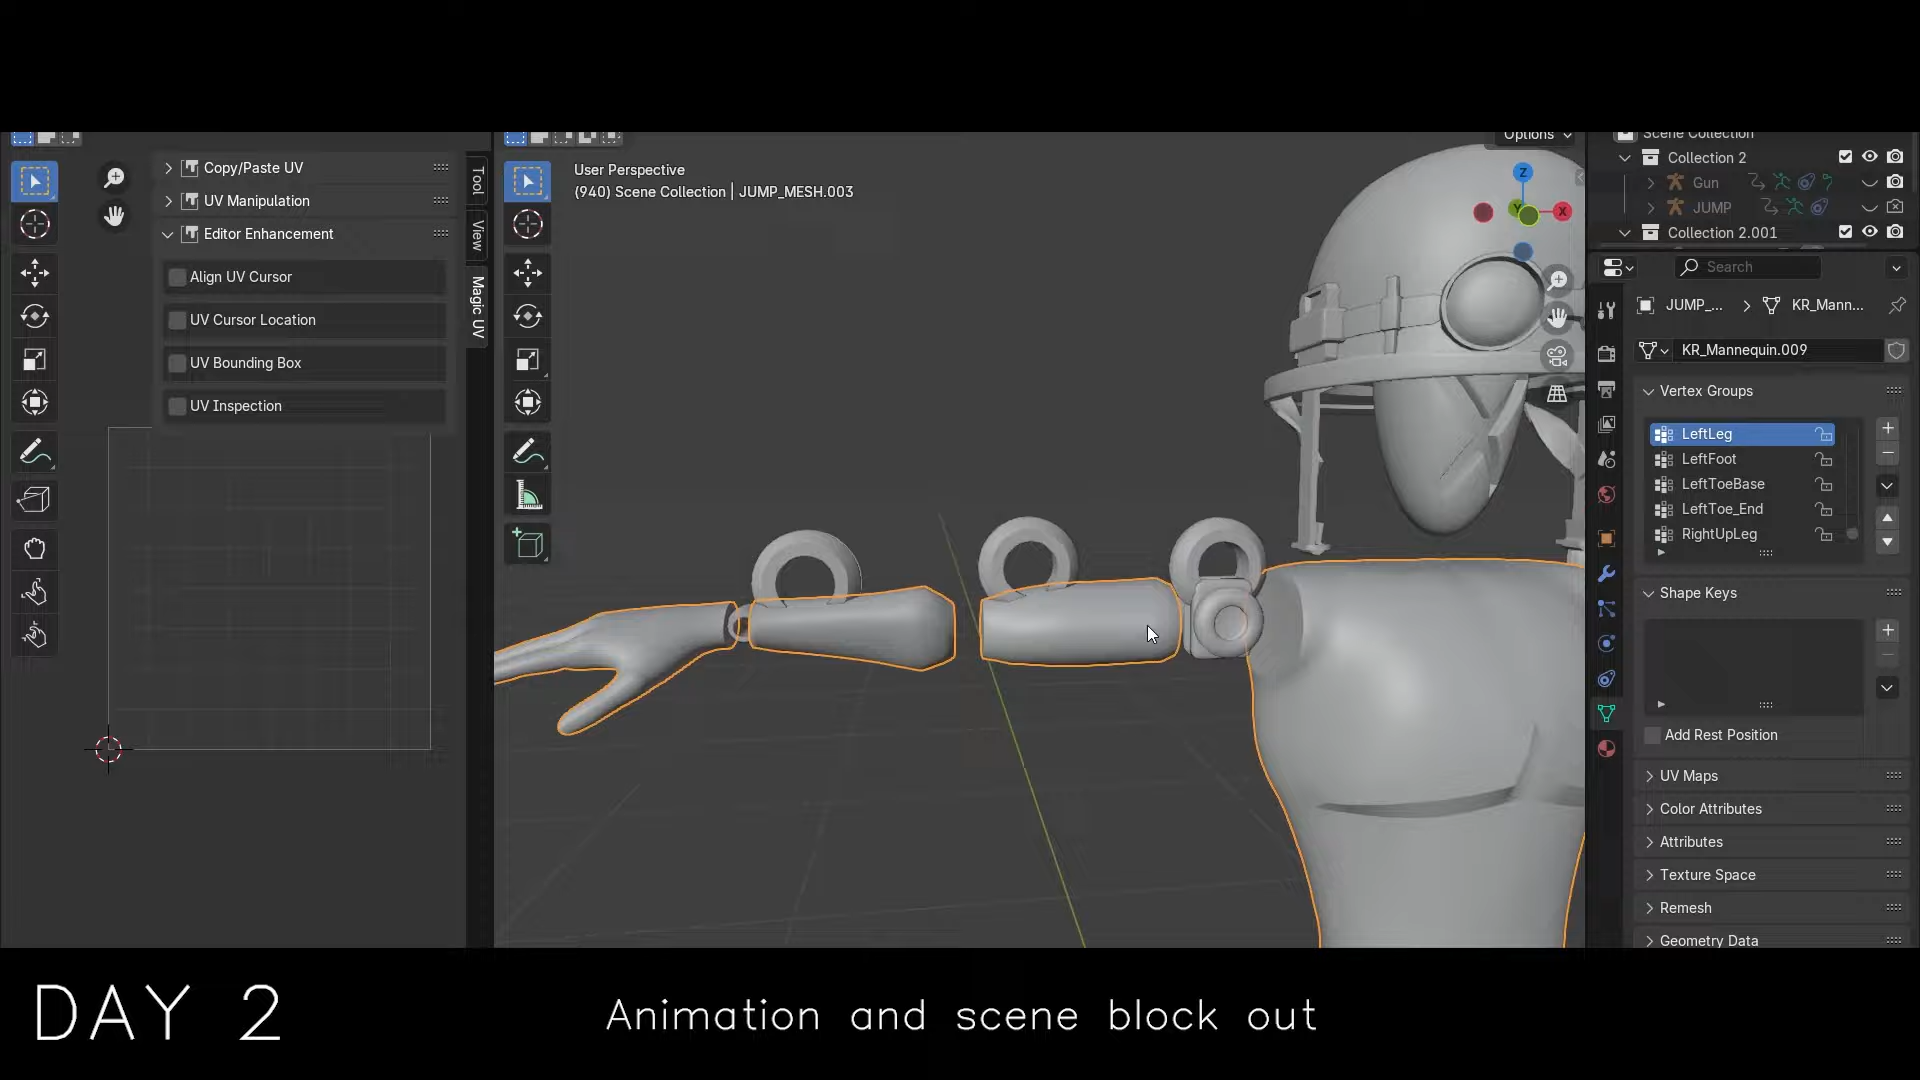 Options
Scene Collection
Copy/Paste UV
UV Manipulation
Editor Enhancement
Align UV Cursor
UV Cursor Location
UV Bounding Box
UV Inspection
Tool
View
Magic UV
User Perspective
(940) Scene Collection | JUMP_MESH.003
Z
Y
X
Collection 2
Gun
JUMP
Collection 2.001
Search
JUMP_... KR_Mann...
KR_Mannequin.009
Vertex Groups
LeftLeg
LeftFoot
LeftToeBase
LeftToe_End
RightUpLeg
Shape Keys
Add Rest Position
UV Maps
Color Attributes
Attributes
Texture Space
Remesh
Geometry Data
DAY 2
Animation and scene block out